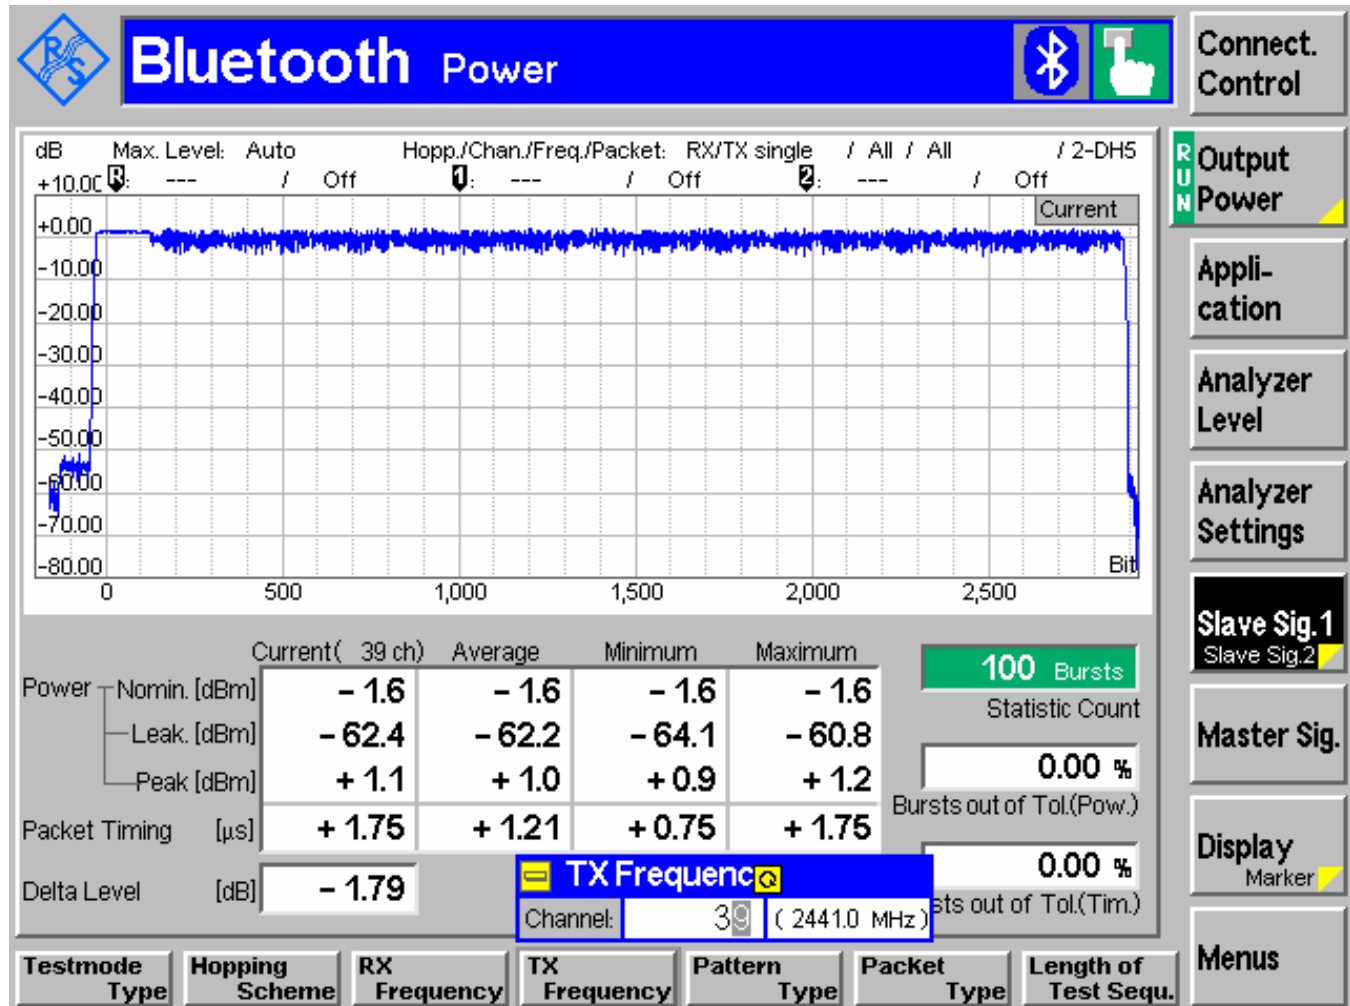 R S
Bluetooth Power
Connect. Control
dB Max. Level: Auto Hopp./Chan./Freq./Packet: RX/TX single / All / All / 2-DH5
+10.00 R: --- / Off 1: --- / Off 2: --- / Off
Current
+0.00
-10.00
-20.00
-30.00
-40.00
-50.00
-60.00
-70.00
-80.00
Bit
0 500 1,000 1,500 2,000 2,500
RUN
Output Power
Appli-
cation
Analyzer Level
Analyzer Settings
Slave Sig.1
Slave Sig.2
Master Sig.
Display
Marker
Menus
Current( 39 ch) Average Minimum Maximum
Power Nomin. [dBm] - 1.6 - 1.6 - 1.6 - 1.6
Leak. [dBm] - 62.4 - 62.2 - 64.1 - 60.8
Peak [dBm] + 1.1 + 1.0 + 0.9 + 1.2
Packet Timing [µs] + 1.75 + 1.21 + 0.75 + 1.75
Delta Level [dB] - 1.79
100 Bursts
Statistic Count
0.00 %
Bursts out of Tol.(Pow.)
0.00 %
sts out of Tol.(Tim.)
TX Frequenc
Channel: 39 ( 2441.0 MHz )
Testmode Type
Hopping Scheme
RX Frequency
TX Frequency
Pattern Type
Packet Type
Length of Test Sequ.